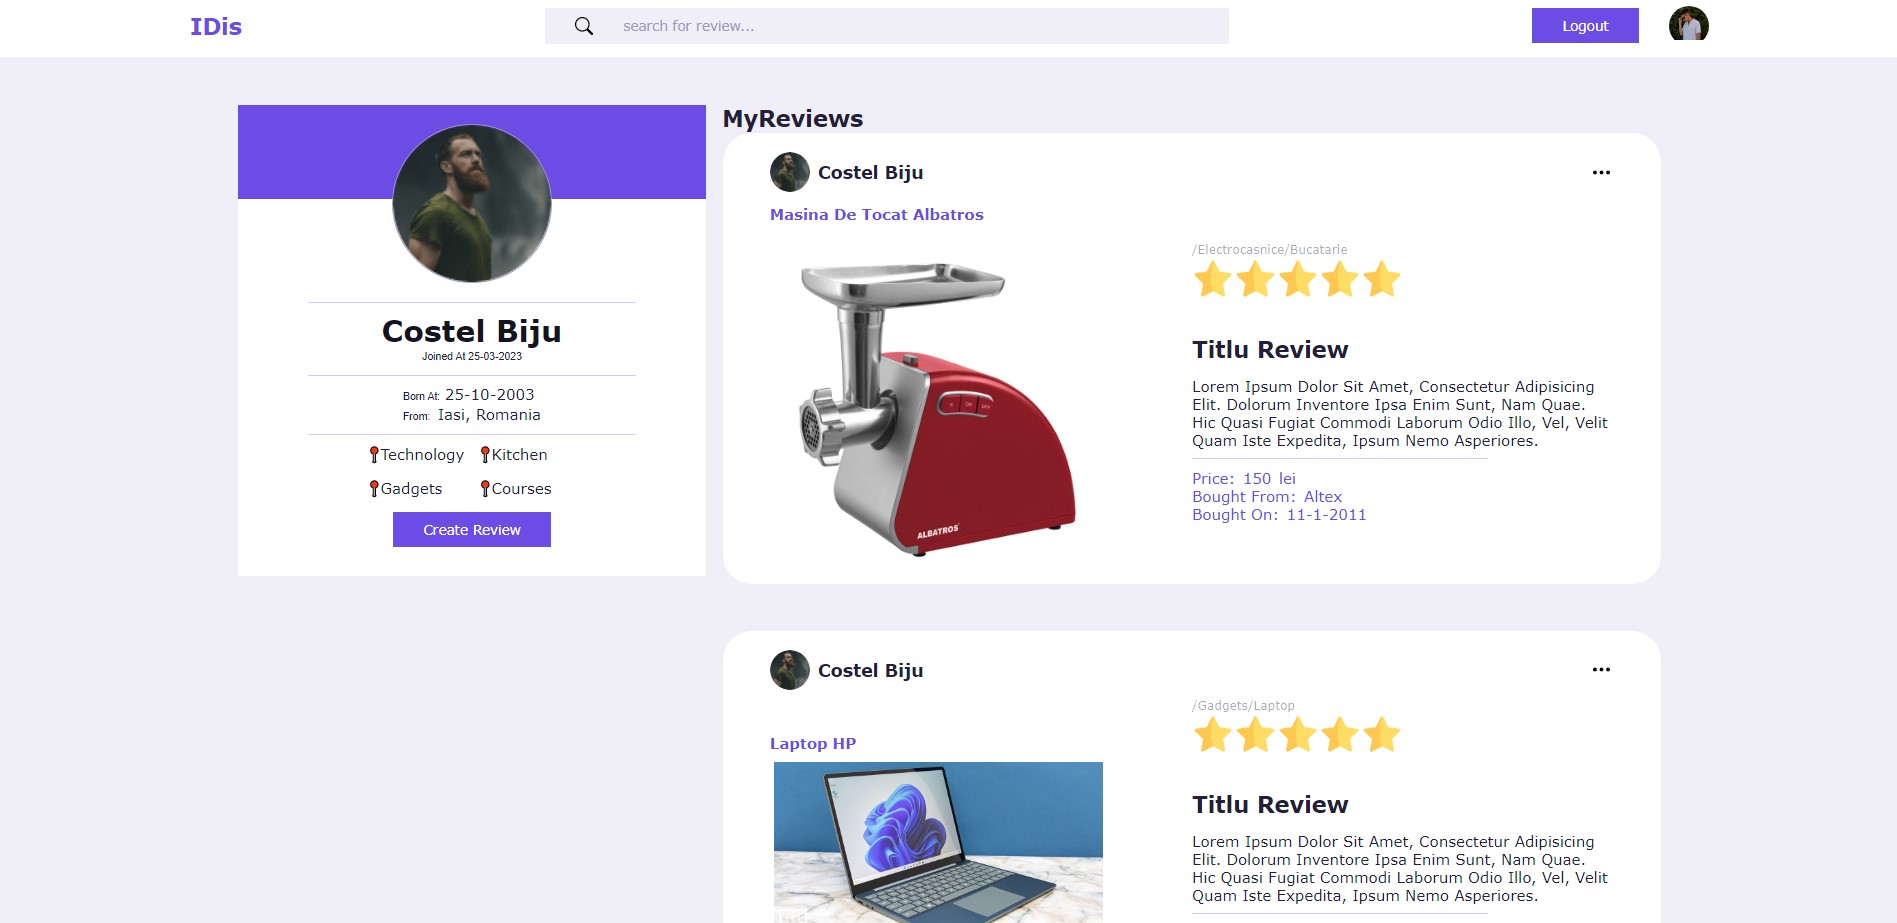 IDis
search for review...
Logout
Costel Biju
Joined At 25-03-2023
Born At: 25-10-2003
From: Iasi, Romania
Technology Kitchen
Gadgets Courses
Create Review
MyReviews
Costel Biju
Masina De Tocat Albatros
ALBATROS
/Electrocasnice/Bucatarie
Titlu Review
Lorem Ipsum Dolor Sit Amet, Consectetur Adipisicing
Elit. Dolorum Inventore Ipsa Enim Sunt, Nam Quae.
Hic Quasi Fugiat Commodi Laborum Odio Illo, Vel, Velit
Quam Iste Expedita, Ipsum Nemo Asperiores.
Price: 150 lei
Bought From: Altex
Bought On: 11-1-2011
Costel Biju
Laptop HP
/Gadgets/Laptop
Titlu Review
Lorem Ipsum Dolor Sit Amet, Consectetur Adipisicing
Elit. Dolorum Inventore Ipsa Enim Sunt, Nam Quae.
Hic Quasi Fugiat Commodi Laborum Odio Illo, Vel, Velit
Quam Iste Expedita, Ipsum Nemo Asperiores.